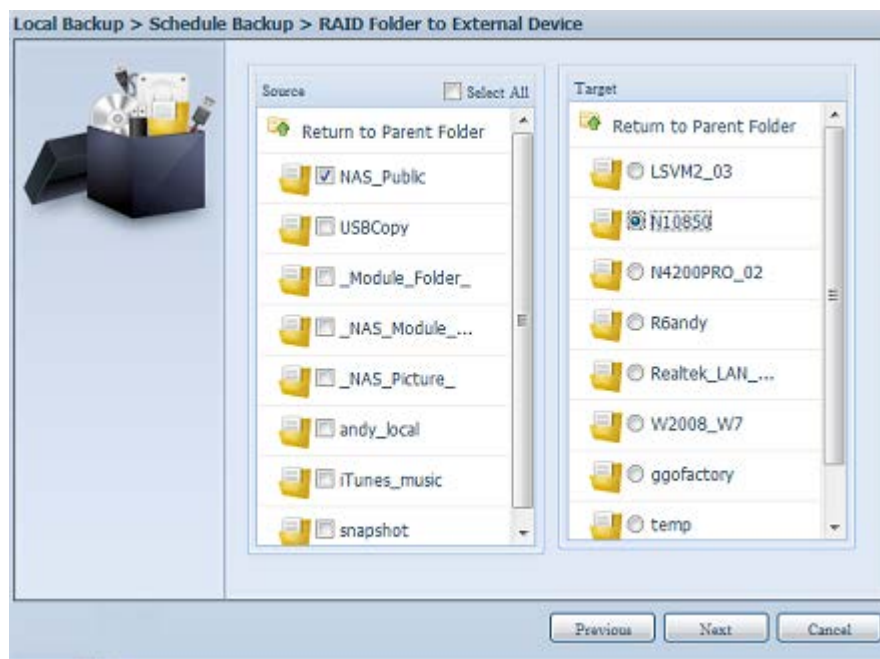 Local Backup > Schedule Backup > RAID Folder to External Device
Source
Select All
Return to Parent Folder
NAS_Public
USBCopy
_Module_Folder_
_NAS_Module_...
_NAS_Picture_
andy_local
iTunes_music
snapshot
Target
Return to Parent Folder
LSVM2_03
N10850
N4200PRO_02
R6andy
Realtek_LAN_...
W2008_W7
ggofactory
temp
Previous
Next
Cancel